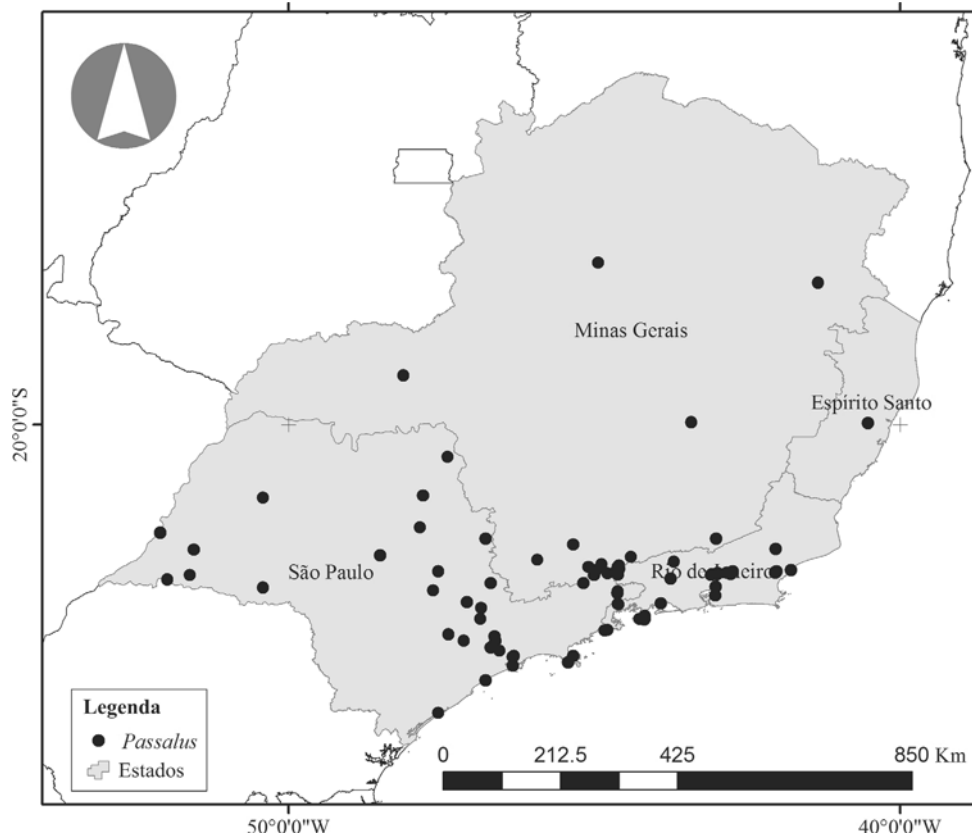 Minas Gerais
Espírito Santo
20°0'0"S
São Paulo
Rio de Janeiro
Legenda
Passalus
Estados
0 212.5 425 850 Km
50°0'0"W 40°0'0"W